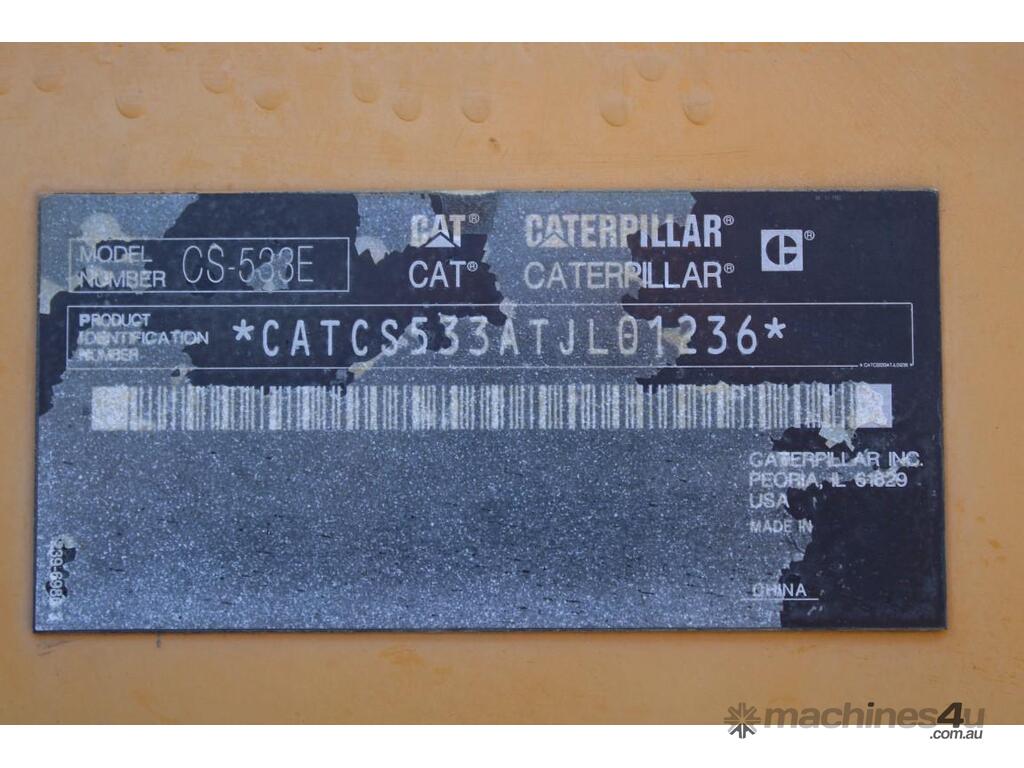 MODEL NUMBER CS-533E
CAT® CATERPILLAR® C®
CAT® CATERPILLAR®
PRODUCT IDENTIFICATION NUMBER *CATCS533ATJL01236*
CATERPILLAR INC.
PEORIA, IL 61629
USA
MADE IN
CHINA
machines4u
.com.au